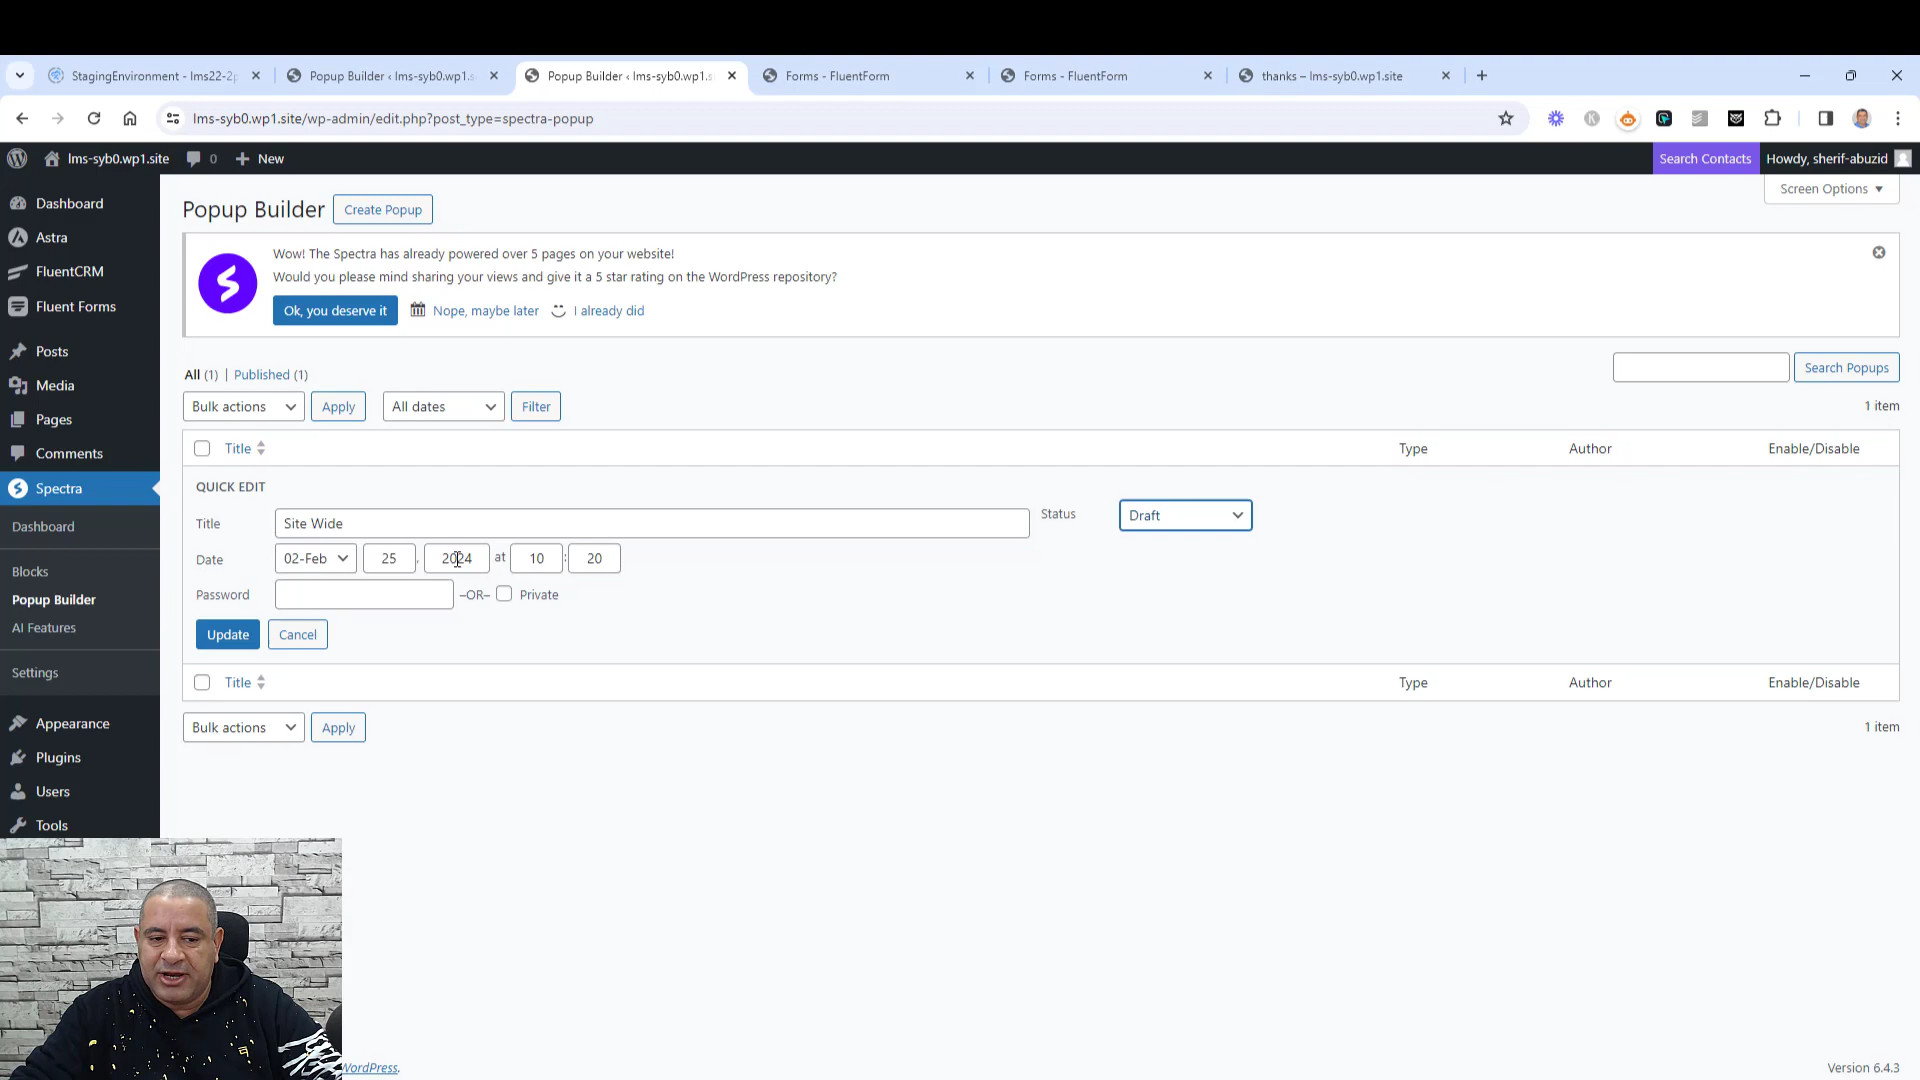 StagingEnvironment - lms22-2p
Popup Builder ‹ lms-syb0.wp1.s
Popup Builder ‹ lms-syb0.wp1.s
Forms - FluentForm
Forms - FluentForm
thanks – lms-syb0.wp1.site
lms-syb0.wp1.site/wp-admin/edit.php?post_type=spectra-popup
lms-syb0.wp1.site
0
New
Search Contacts
Howdy, sherif-abuzid
Screen Options
Dashboard
Astra
FluentCRM
Fluent Forms
Posts
Media
Pages
Comments
Spectra
Dashboard
Blocks
Popup Builder
AI Features
Settings
Appearance
Plugins
Users
Tools
Popup Builder
Create Popup
Wow! The Spectra has already powered over 5 pages on your website!
Would you please mind sharing your views and give it a 5 star rating on the WordPress repository?
Ok, you deserve it
Nope, maybe later
I already did
All (1) | Published (1)
Search Popups
Bulk actions
Apply
All dates
Filter
1 item
Title
Type
Author
Enable/Disable
QUICK EDIT
Title
Site Wide
Status
Draft
Date
02-Feb
25
,
2024
at
10
:
20
Password
–OR–
Private
Update
Cancel
Title
Type
Author
Enable/Disable
Bulk actions
Apply
1 item
WordPress.
Version 6.4.3